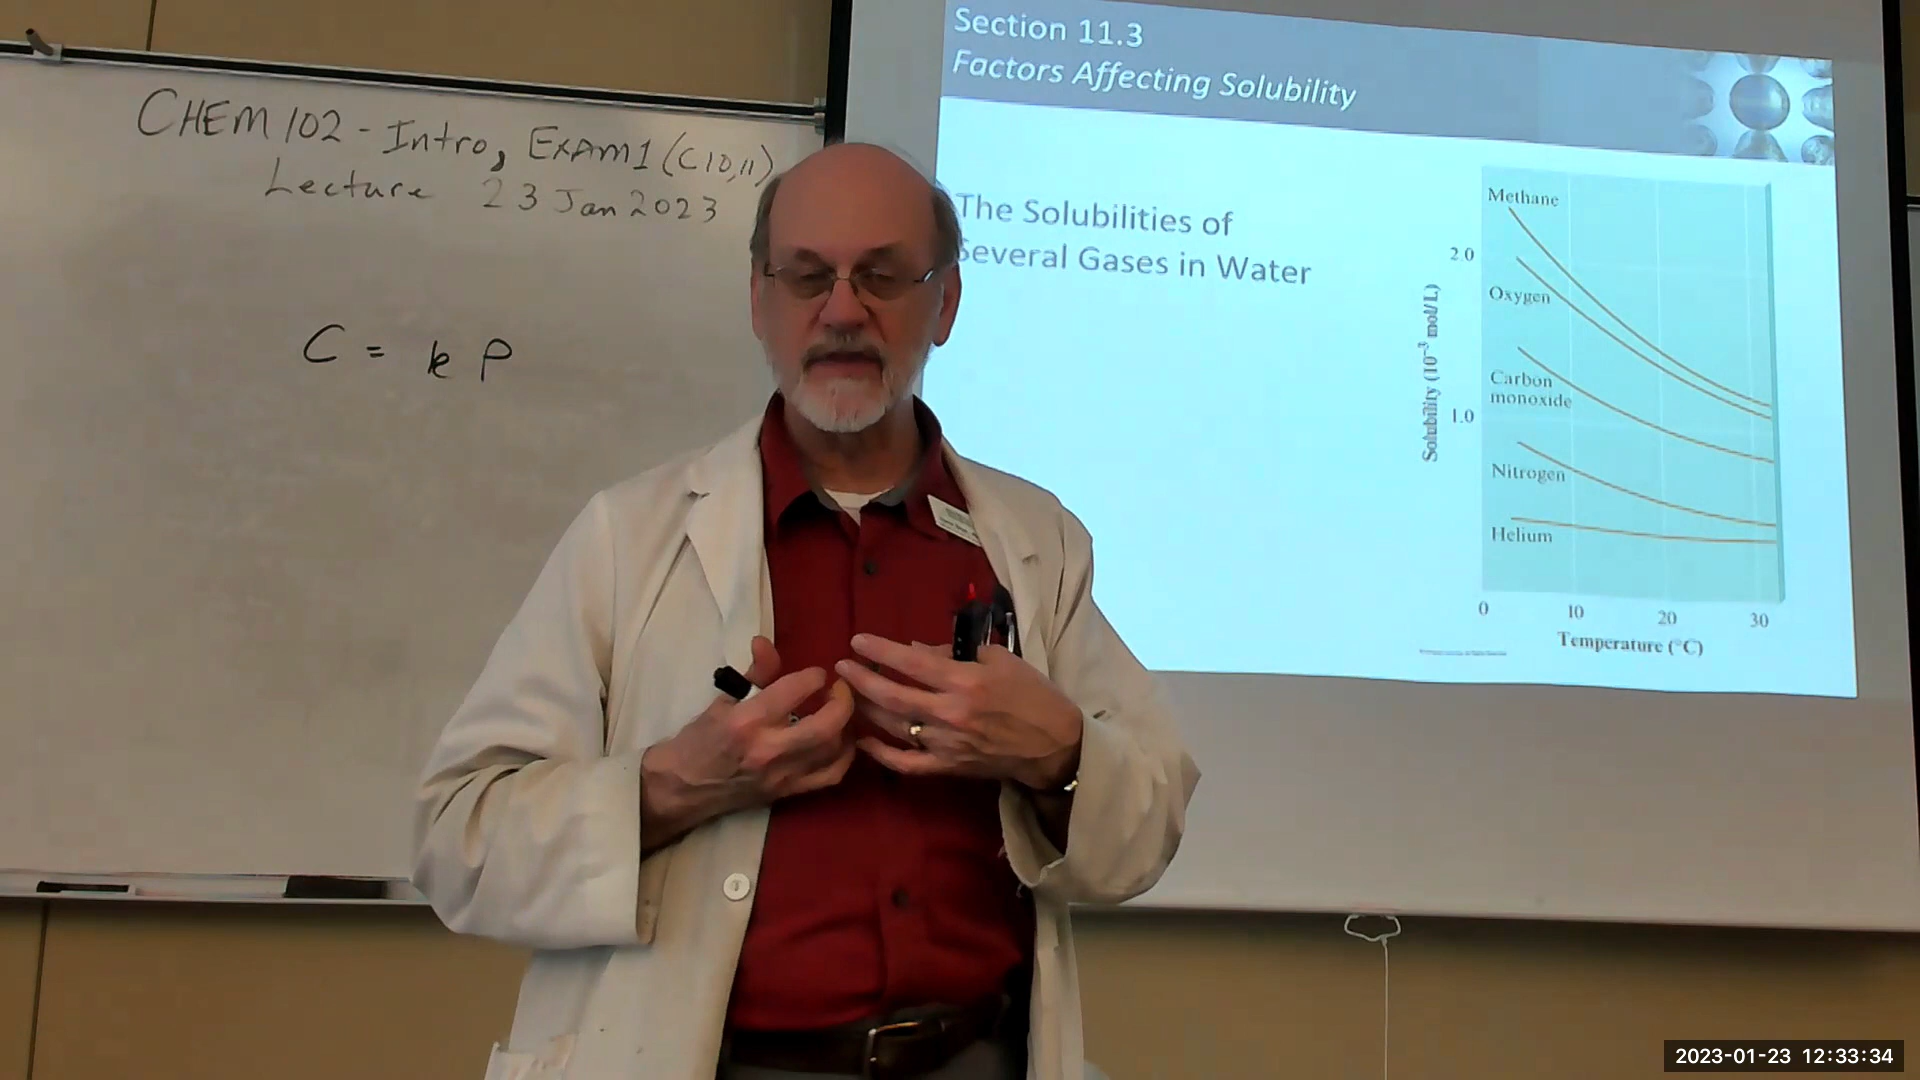 CHEM 102 - Intro, EXAM 1 (C10,11)
Lecture 23 Jan 2023
C = k P
Section 11.3
Factors Affecting Solubility
The Solubilities of
Several Gases in Water
Methane
2.0
Oxygen
Carbon
monoxide
1.0
Nitrogen
Helium
Solubility (10⁻³ mol/L)
0 10 20 30
Temperature (°C)
2023-01-23 12:33:34